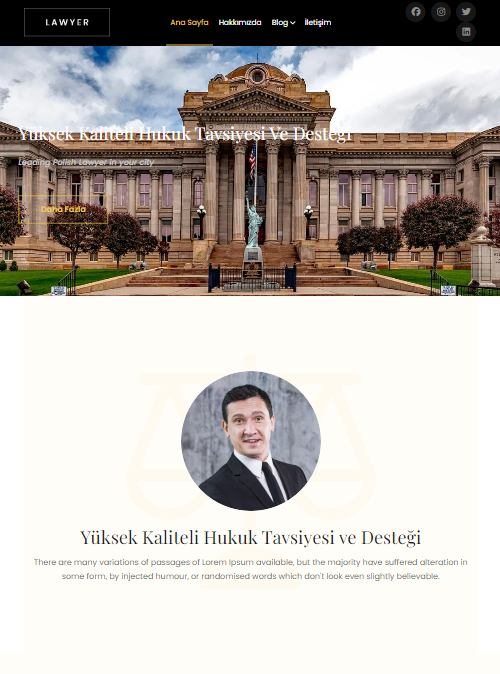 LAWYER
Ana Sayfa Hakkımızda Blog İletişim
Yüksek Kaliteli Hukuk Tavsiyesi Ve Desteği
Leading Polish Lawyer in your city
Daha Fazla
Yüksek Kaliteli Hukuk Tavsiyesi ve Desteği
There are many variations of passages of Lorem Ipsum available, but the majority have suffered alteration in
some form, by injected humour, or randomised words which don't look even slightly believable.